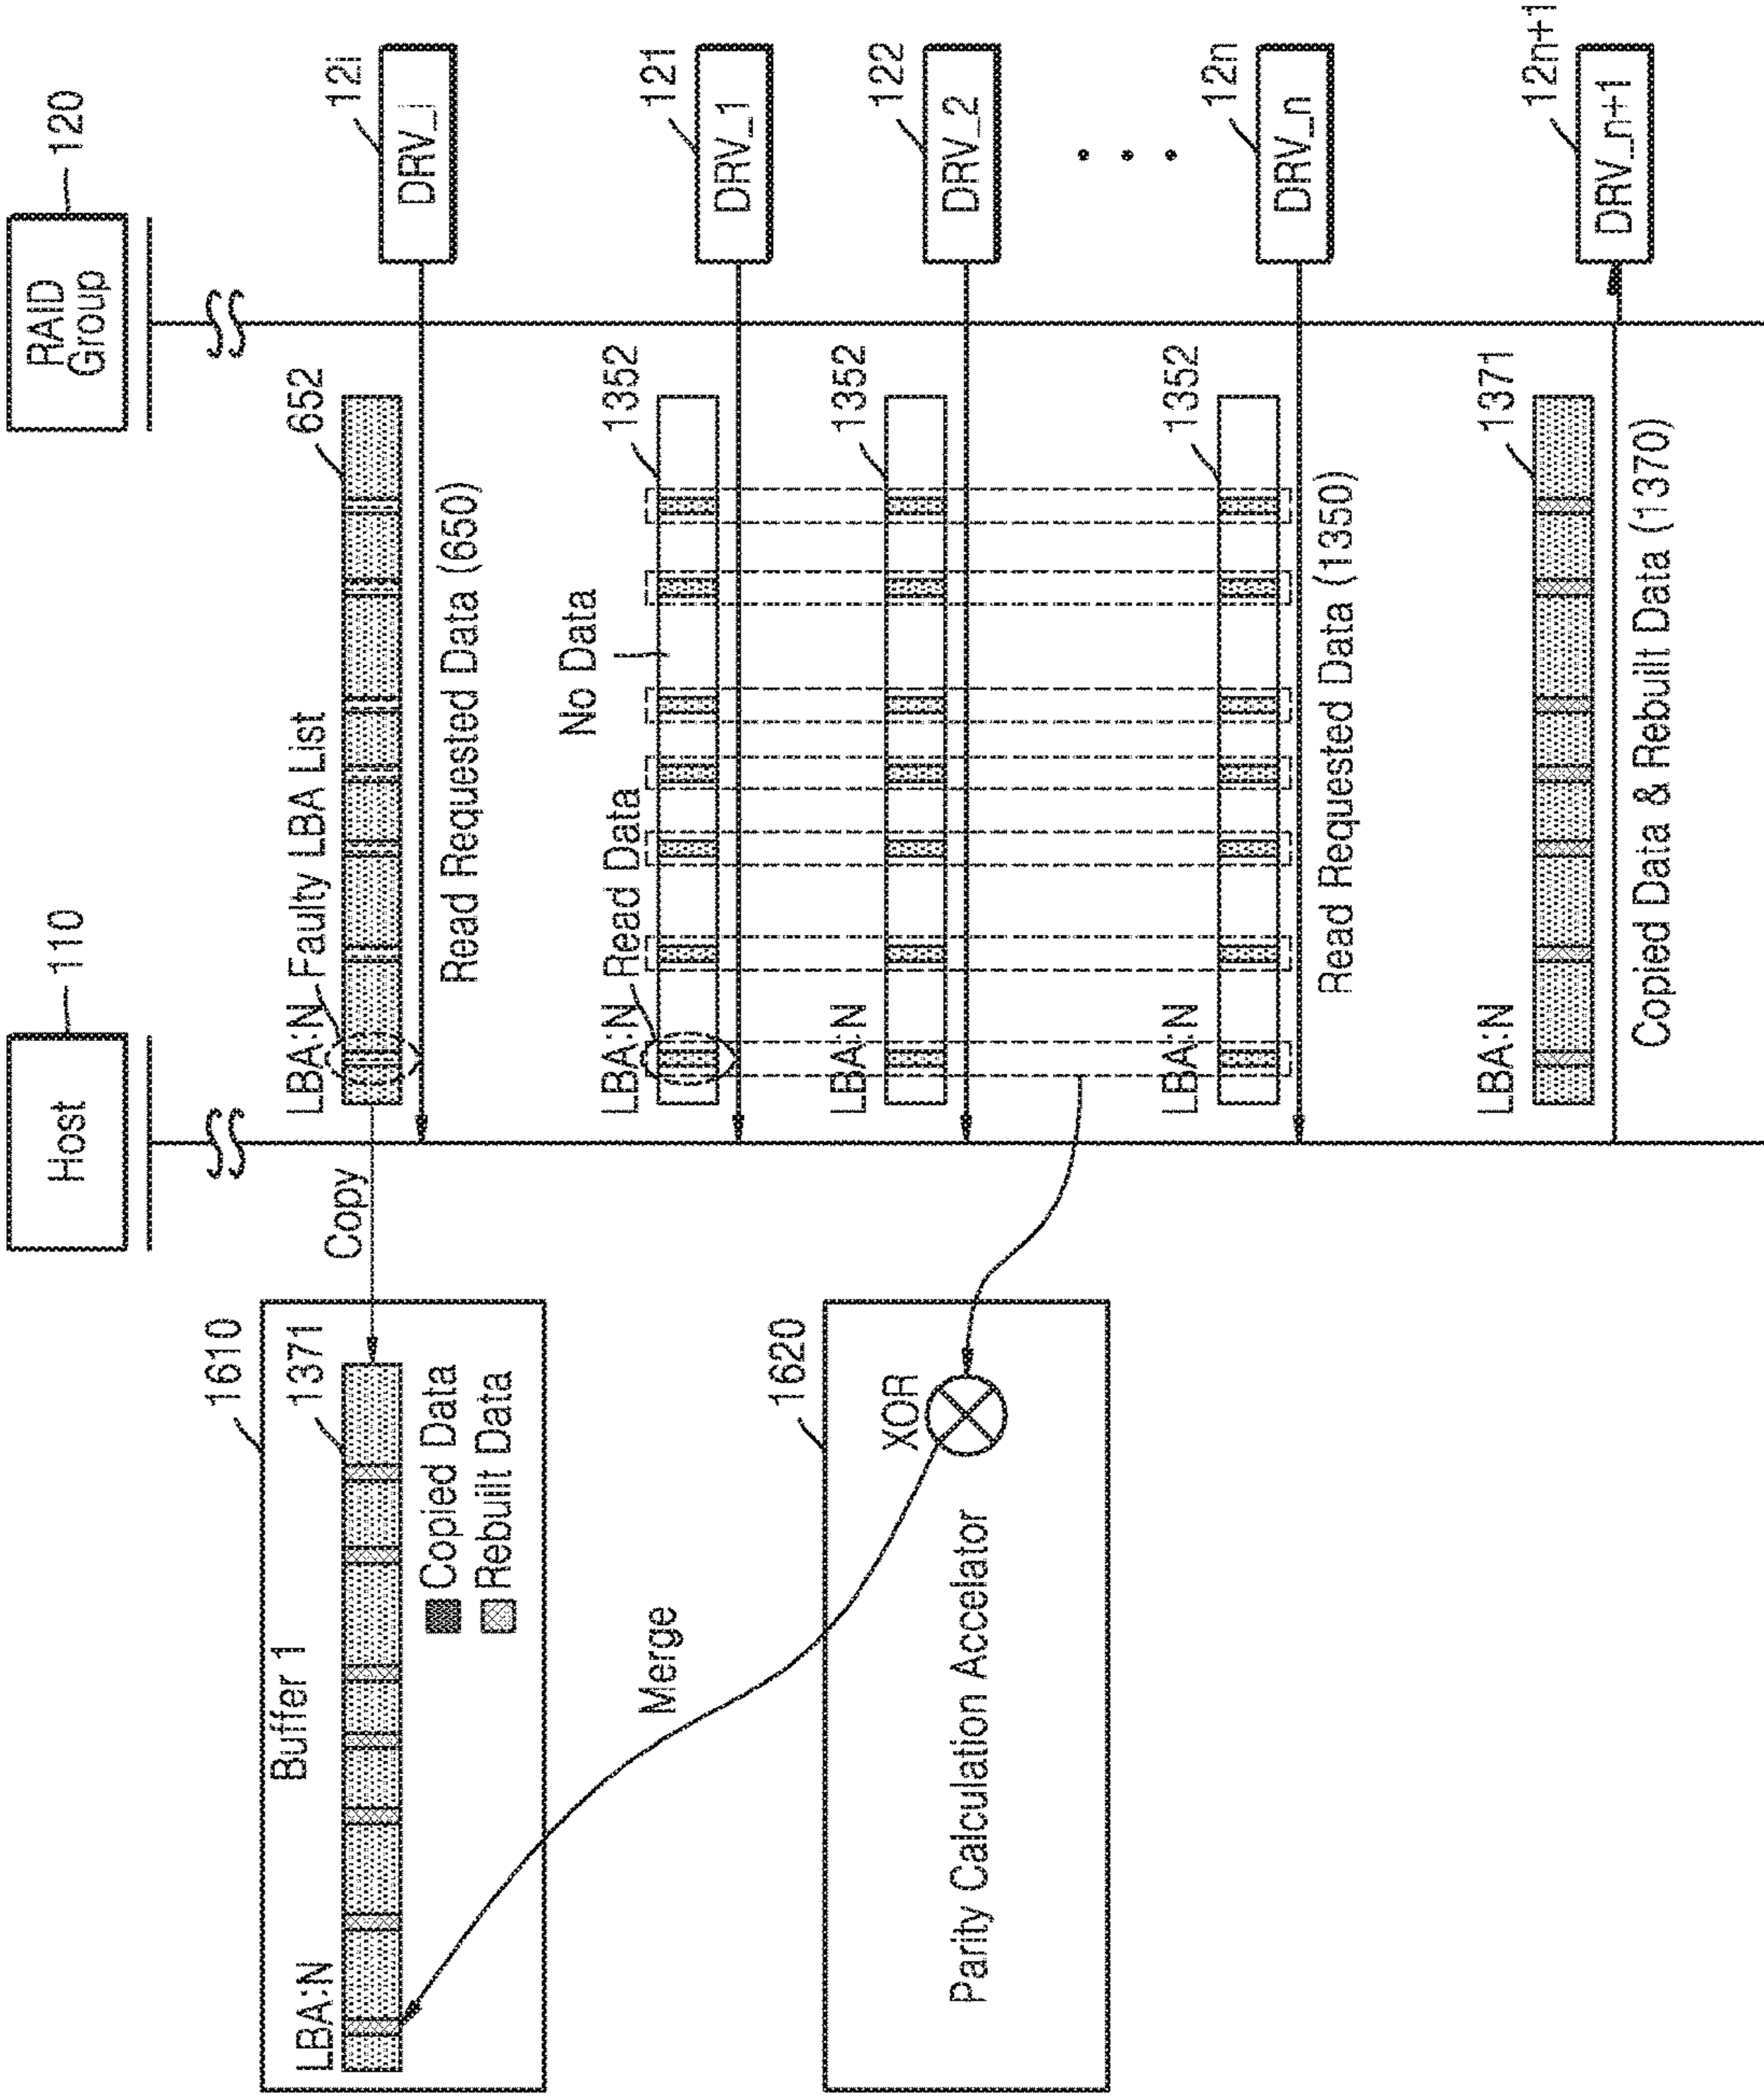 Host
110
RAID
Group
120
1610
Buffer 1
LBA:N
1371
Copied Data
Rebuilt Data
Copy
LBA:N
Faulty LBA List
652
12i
DRV_i
Read Requested Data (650)
No Data
LBA:N
Read Data
1352
121
DRV_1
Merge
1620
XOR
Parity Calculation Accelator
LBA:N
1352
122
DRV_2
LBA:N
1352
12n
DRV_n
Read Requested Data (1350)
LBA:N
1371
12n+1
DRV_n+1
Copied Data & Rebuilt Data (1370)